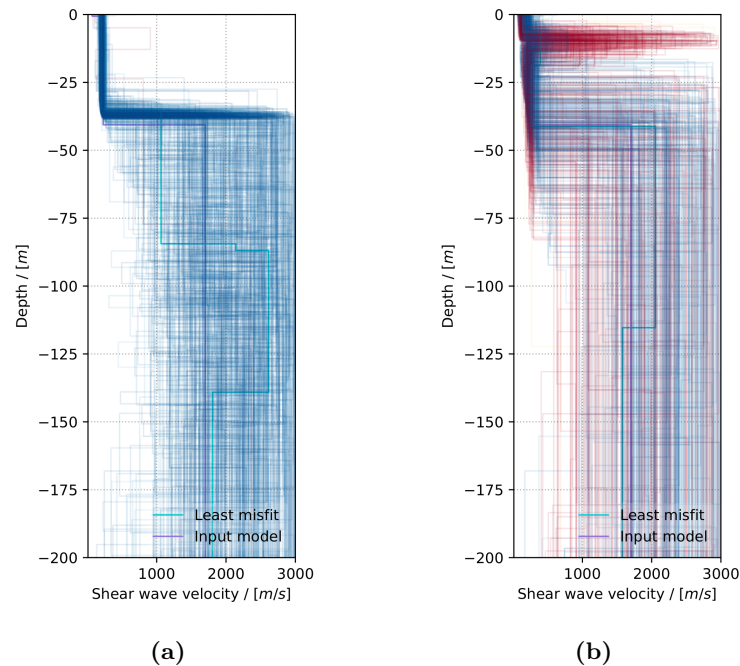 0
−25
−50
−75
−100
−125
−150
−175
−200
Depth / [m]
1000 2000 3000
Shear wave velocity / [m/s]
Least misfit
Input model
(a)
0
−25
−50
−75
−100
−125
−150
−175
−200
Depth / [m]
1000 2000 3000
Shear wave velocity / [m/s]
Least misfit
Input model
(b)